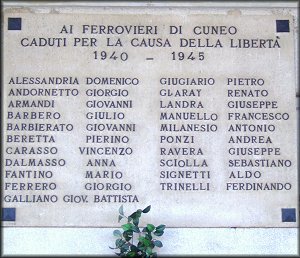 AI FERROVIERI DI CUNEO
CADUTI PER LA CAUSA DELLA LIBERTÀ
1940 – 1945
ALESSANDRIA DOMENICO GIUGIARIO PIETRO
ANDORNETTO GIORGIO GLARAY RENATO
ARMANDI GIOVANNI LANDRA GIUSEPPE
BARBERO GIULIO MANUELLO FRANCESCO
BARBIERATO GIOVANNI MILANESIO ANTONIO
BERETTA PIERINO PONZI ANDREA
CARASSO VINCENZO RAVERA GIUSEPPE
DALMASSO ANNA SCIOLLA SEBASTIANO
FANTINO MARIO SIGNETTI ALDO
FERRERO GIORGIO TRINELLI FERDINANDO
GALLIANO GIOV. BATTISTA